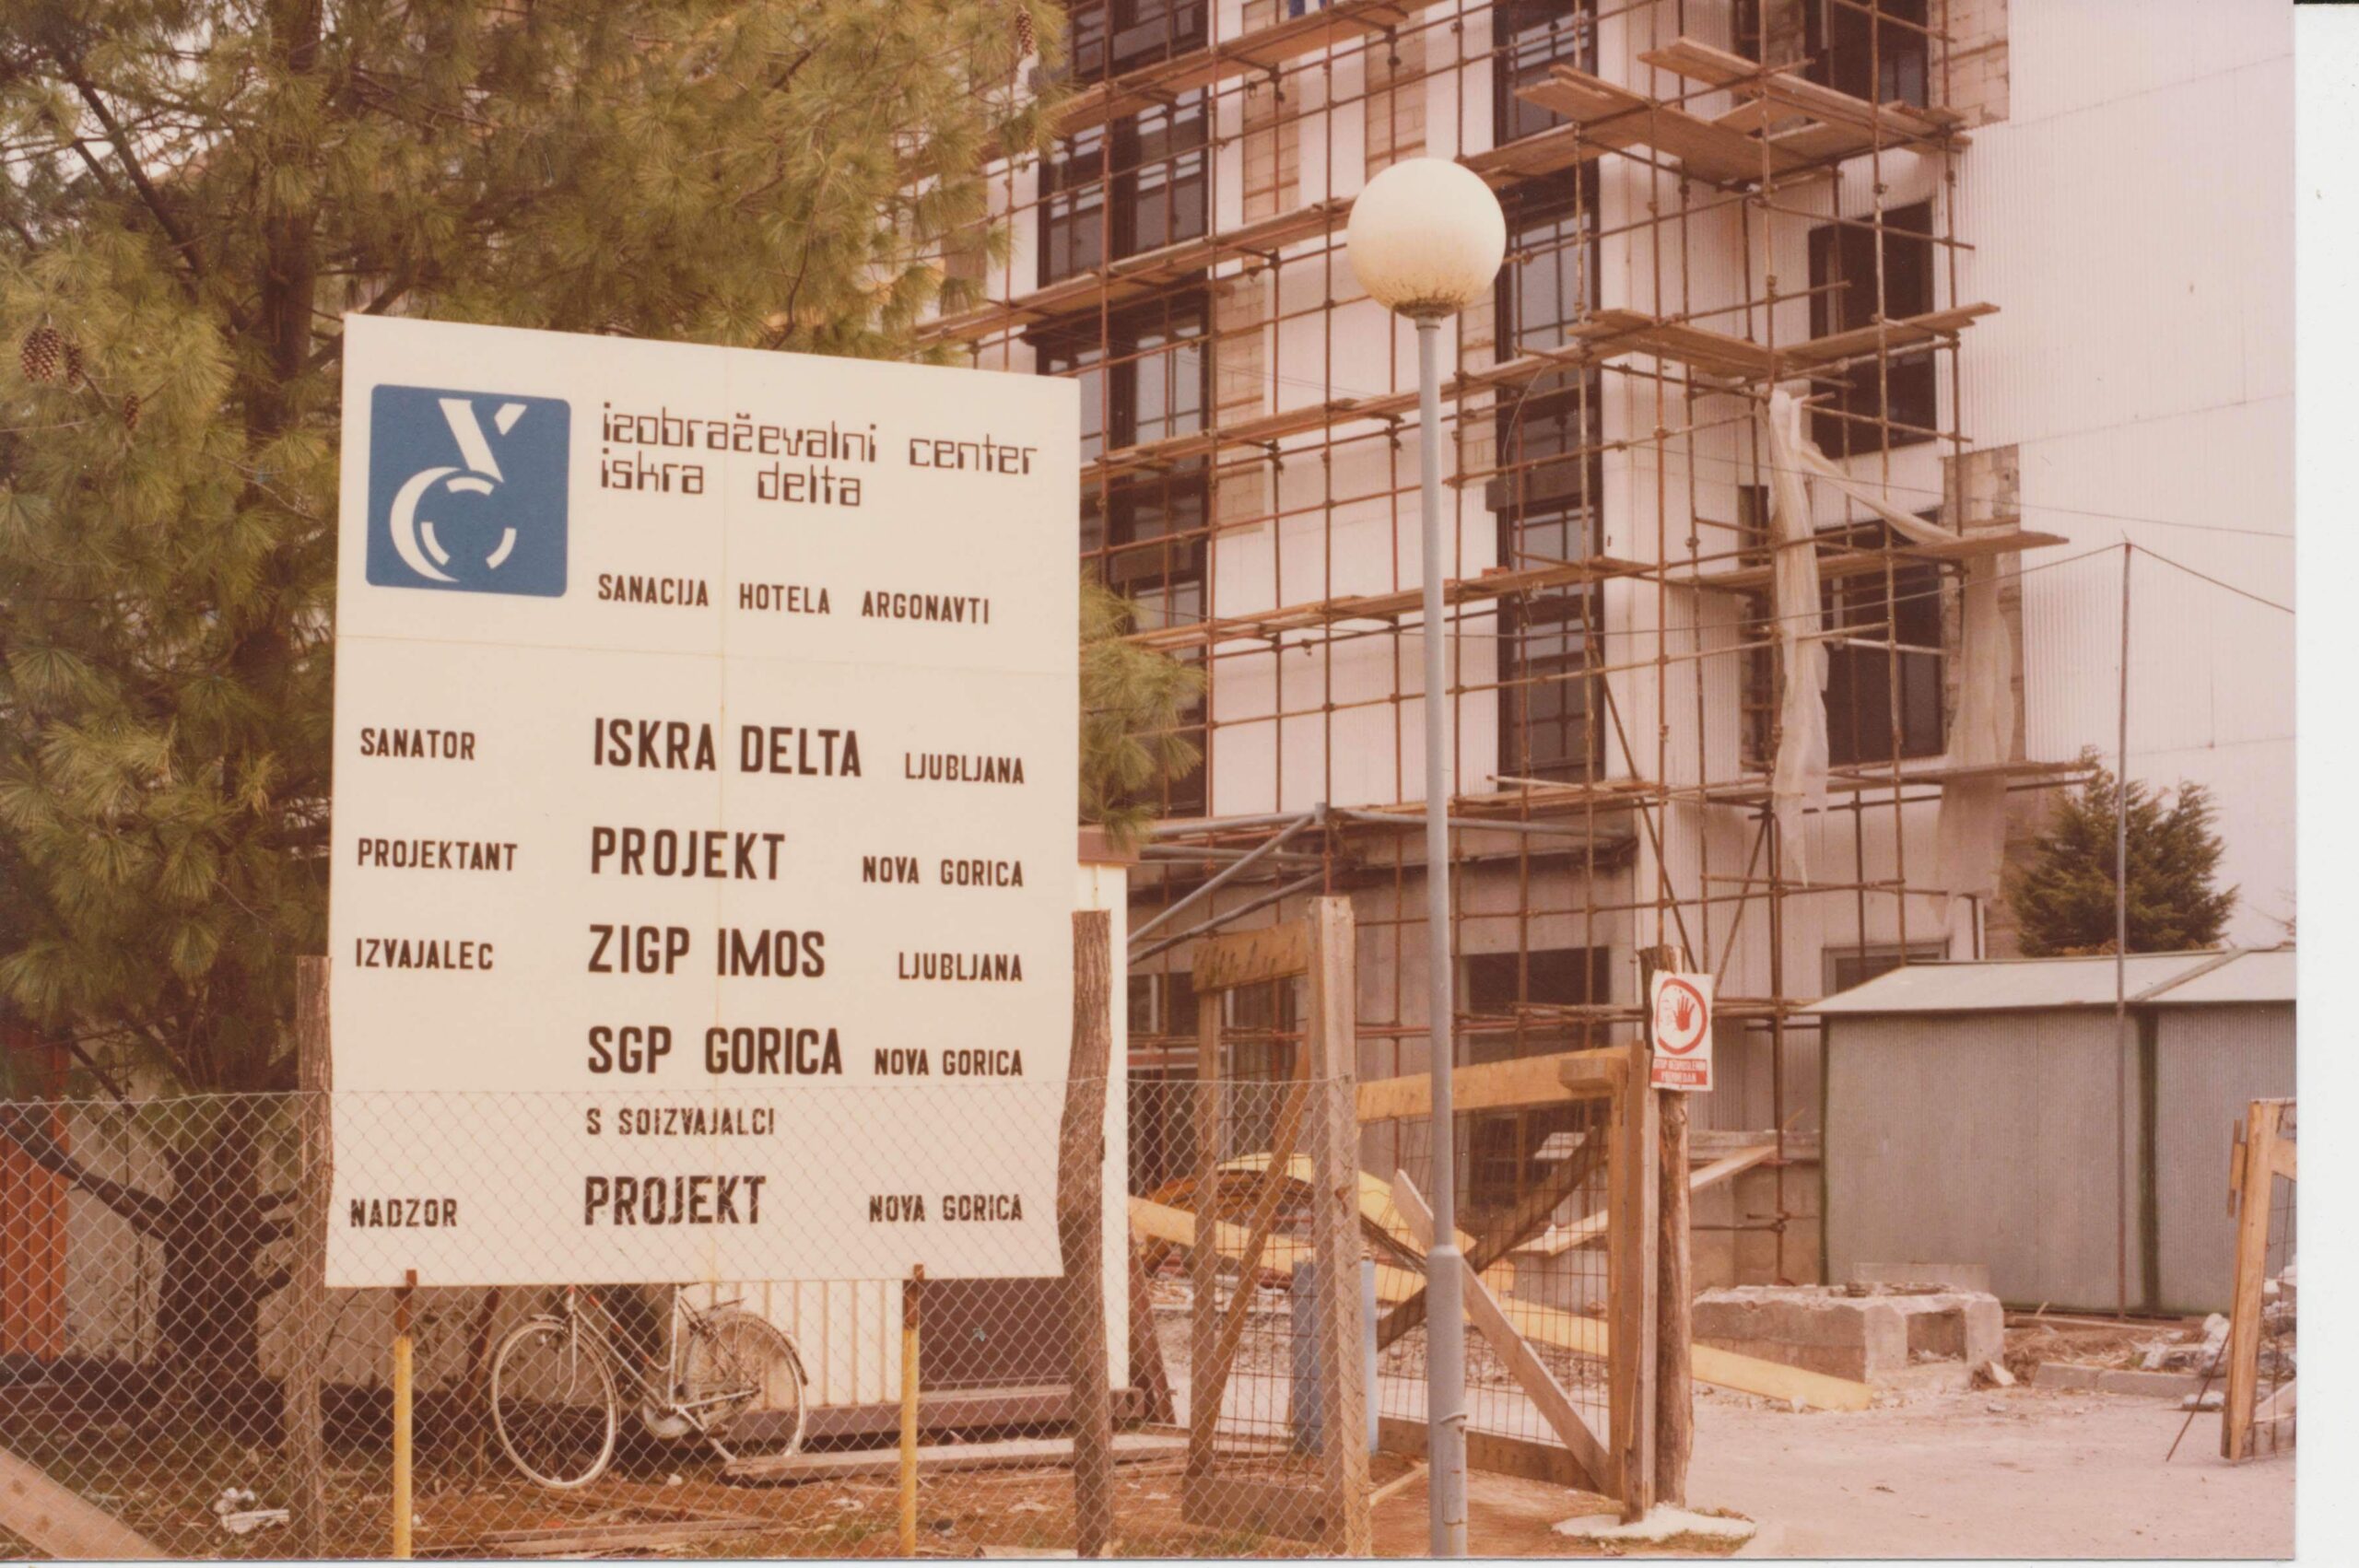 izobraževalni center
iskra delta
SANACIJA HOTELA ARGONAVTI
SANATOR ISKRA DELTA LJUBLJANA
PROJEKTANT PROJEKT NOVA GORICA
IZVAJALEC ZIGP IMOS LJUBLJANA
SGP GORICA NOVA GORICA
S SOIZVAJALCI
NADZOR PROJEKT NOVA GORICA
STOP